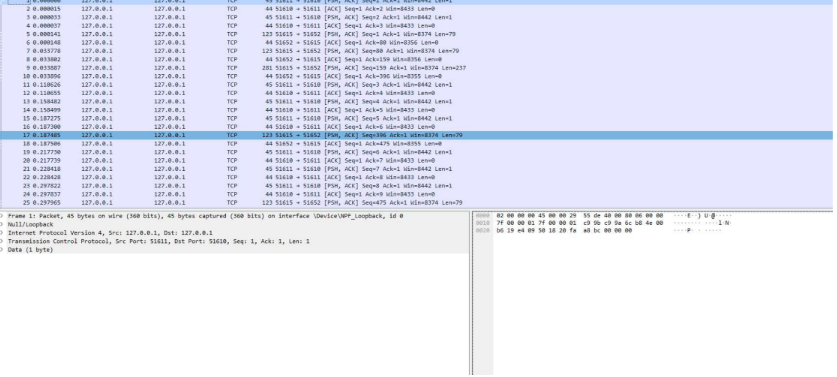 1 0.000000 127.0.0.1 127.0.0.1 TCP 45 51611 → 51610 [PSH, ACK] Seq=1 Ack=1 Win=8442 Len=1
2 0.000015 127.0.0.1 127.0.0.1 TCP 44 51610 → 51611 [ACK] Seq=1 Ack=2 Win=8433 Len=0
3 0.000033 127.0.0.1 127.0.0.1 TCP 45 51611 → 51610 [PSH, ACK] Seq=2 Ack=1 Win=8442 Len=1
4 0.000037 127.0.0.1 127.0.0.1 TCP 44 51610 → 51611 [ACK] Seq=1 Ack=3 Win=8433 Len=0
5 0.000141 127.0.0.1 127.0.0.1 TCP 123 51615 → 51652 [PSH, ACK] Seq=1 Ack=1 Win=8374 Len=79
6 0.000148 127.0.0.1 127.0.0.1 TCP 44 51652 → 51615 [ACK] Seq=1 Ack=80 Win=8356 Len=0
7 0.033778 127.0.0.1 127.0.0.1 TCP 123 51615 → 51652 [PSH, ACK] Seq=80 Ack=1 Win=8374 Len=79
8 0.033802 127.0.0.1 127.0.0.1 TCP 44 51652 → 51615 [ACK] Seq=1 Ack=159 Win=8356 Len=0
9 0.033887 127.0.0.1 127.0.0.1 TCP 281 51615 → 51652 [PSH, ACK] Seq=159 Ack=1 Win=8374 Len=237
10 0.033896 127.0.0.1 127.0.0.1 TCP 44 51652 → 51615 [ACK] Seq=1 Ack=396 Win=8355 Len=0
11 0.110626 127.0.0.1 127.0.0.1 TCP 45 51611 → 51610 [PSH, ACK] Seq=3 Ack=1 Win=8442 Len=1
12 0.110655 127.0.0.1 127.0.0.1 TCP 44 51610 → 51611 [ACK] Seq=1 Ack=4 Win=8433 Len=0
13 0.158482 127.0.0.1 127.0.0.1 TCP 45 51611 → 51610 [PSH, ACK] Seq=4 Ack=1 Win=8442 Len=1
14 0.158499 127.0.0.1 127.0.0.1 TCP 44 51610 → 51611 [ACK] Seq=1 Ack=5 Win=8433 Len=0
15 0.187275 127.0.0.1 127.0.0.1 TCP 45 51611 → 51610 [PSH, ACK] Seq=5 Ack=1 Win=8442 Len=1
16 0.187300 127.0.0.1 127.0.0.1 TCP 44 51610 → 51611 [ACK] Seq=1 Ack=6 Win=8433 Len=0
17 0.187485 127.0.0.1 127.0.0.1 TCP 123 51615 → 51652 [PSH, ACK] Seq=396 Ack=1 Win=8374 Len=79
18 0.187506 127.0.0.1 127.0.0.1 TCP 44 51652 → 51615 [ACK] Seq=1 Ack=475 Win=8355 Len=0
19 0.217730 127.0.0.1 127.0.0.1 TCP 45 51611 → 51610 [PSH, ACK] Seq=6 Ack=1 Win=8442 Len=1
20 0.217739 127.0.0.1 127.0.0.1 TCP 44 51610 → 51611 [ACK] Seq=1 Ack=7 Win=8433 Len=0
21 0.228418 127.0.0.1 127.0.0.1 TCP 45 51611 → 51610 [PSH, ACK] Seq=7 Ack=1 Win=8442 Len=1
22 0.228428 127.0.0.1 127.0.0.1 TCP 44 51610 → 51611 [ACK] Seq=1 Ack=8 Win=8433 Len=0
23 0.297822 127.0.0.1 127.0.0.1 TCP 45 51611 → 51610 [PSH, ACK] Seq=8 Ack=1 Win=8442 Len=1
24 0.297837 127.0.0.1 127.0.0.1 TCP 44 51610 → 51611 [ACK] Seq=1 Ack=9 Win=8433 Len=0
25 0.297965 127.0.0.1 127.0.0.1 TCP 123 51615 → 51652 [PSH, ACK] Seq=475 Ack=1 Win=8374 Len=79
Frame 1: Packet, 45 bytes on wire (360 bits), 45 bytes captured (360 bits) on interface \Device\NPF_Loopback, id 0
Null/Loopback
Internet Protocol Version 4, Src: 127.0.0.1, Dst: 127.0.0.1
Transmission Control Protocol, Src Port: 51611, Dst Port: 51610, Seq: 1, Ack: 1, Len: 1
Data (1 byte)
0000 02 00 00 00 45 00 00 29 55 de 40 00 80 06 00 00 ····E··) U·@·····
0010 7f 00 00 01 7f 00 00 01 c9 9b c9 9a 6c b8 4e 00 ········ ····l·N·
0020 b6 19 e4 09 50 18 20 fa a8 bc 00 00 00 ····P· · ·····